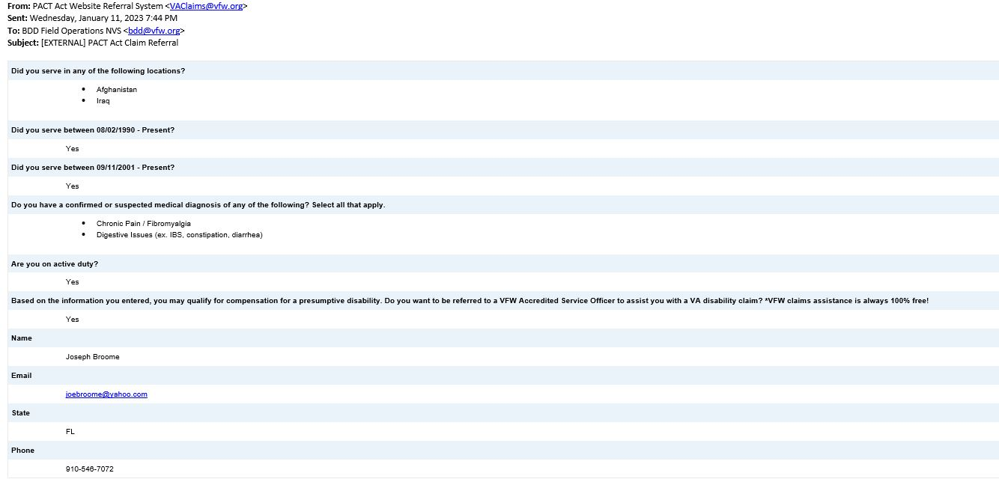 From: PACT Act Website Referral System <VAClaims@vfw.org>
Sent: Wednesday, January 11, 2023 7:44 PM
To: BDD Field Operations NVS <bdd@vfw.org>
Subject: [EXTERNAL] PACT Act Claim Referral
Did you serve in any of the following locations?
• Afghanistan
• Iraq
Did you serve between 08/02/1990 - Present?
Yes
Did you serve between 09/11/2001 - Present?
Yes
Do you have a confirmed or suspected medical diagnosis of any of the following? Select all that apply.
• Chronic Pain / Fibromyalgia
• Digestive Issues (ex. IBS, constipation, diarrhea)
Are you on active duty?
Yes
Based on the information you entered, you may qualify for compensation for a presumptive disability. Do you want to be referred to a VFW Accredited Service Officer to assist you with a VA disability claim? *VFW claims assistance is always 100% free!
Yes
Name
Joseph Broome
Email
joebroome@yahoo.com
State
FL
Phone
910-546-7072